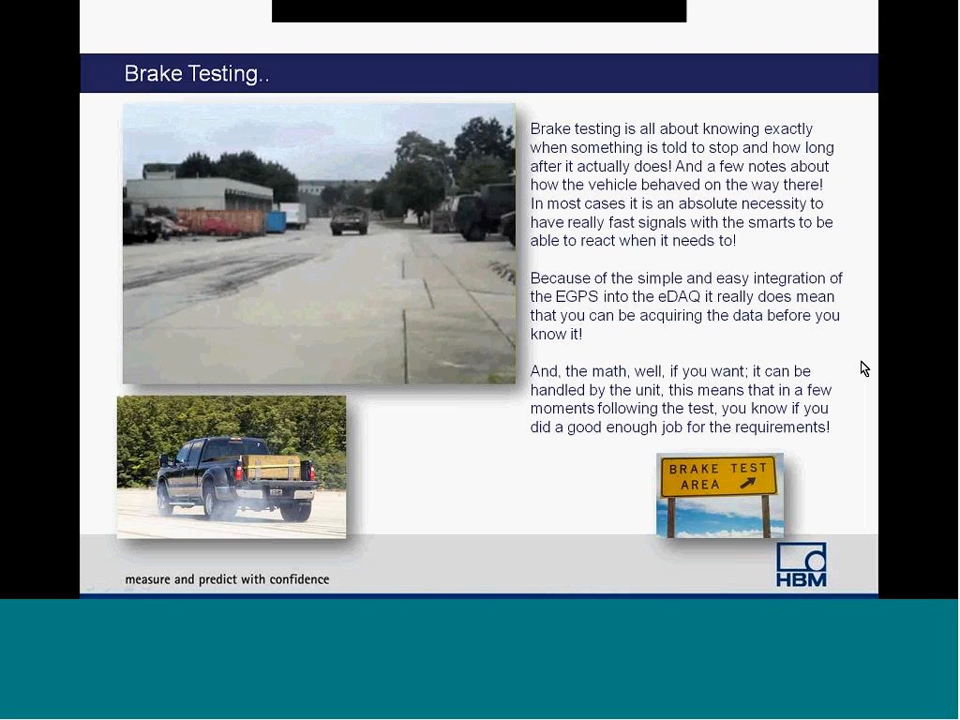 Brake Testing..
Brake testing is all about knowing exactly
when something is told to stop and how long
after it actually does! And a few notes about
how the vehicle behaved on the way there!
In most cases it is an absolute necessity to
have really fast signals with the smarts to be
able to react when it needs to!
Because of the simple and easy integration of
the EGPS into the eDAQ it really does mean
that you can be acquiring the data before you
know it!
And, the math, well, if you want; it can be
handled by the unit, this means that in a few
moments following the test, you know if you
did a good enough job for the requirements!
BRAKE TEST
AREA
measure and predict with confidence
HBM